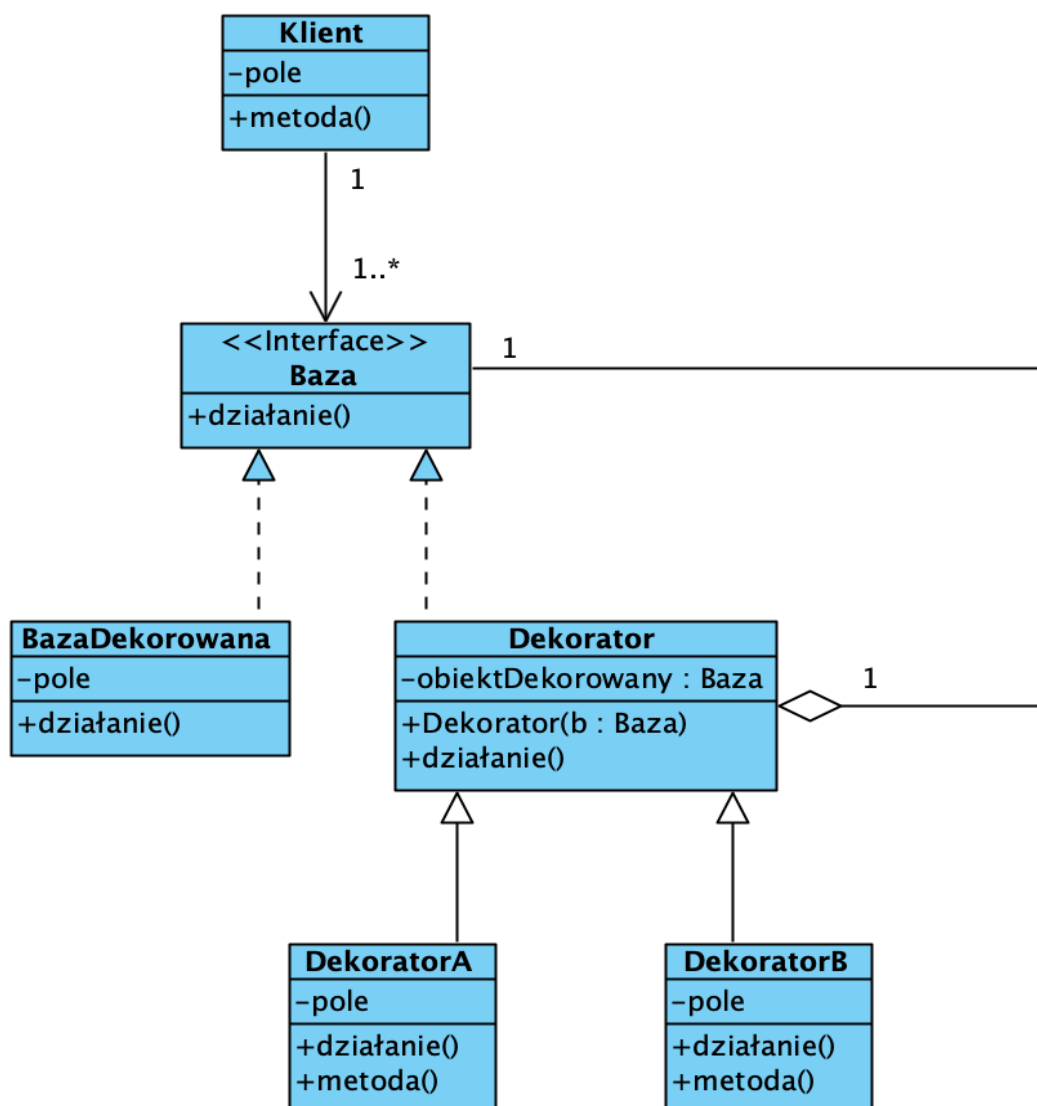 Klient
-pole
+metoda()
1
1..*
<<Interface>>
Baza
+działanie()
1
BazaDekorowana
-pole
+działanie()
Dekorator
-obiektDekorowany : Baza
+Dekorator(b : Baza)
+działanie()
1
DekoratorA
-pole
+działanie()
+metoda()
DekoratorB
-pole
+działanie()
+metoda()